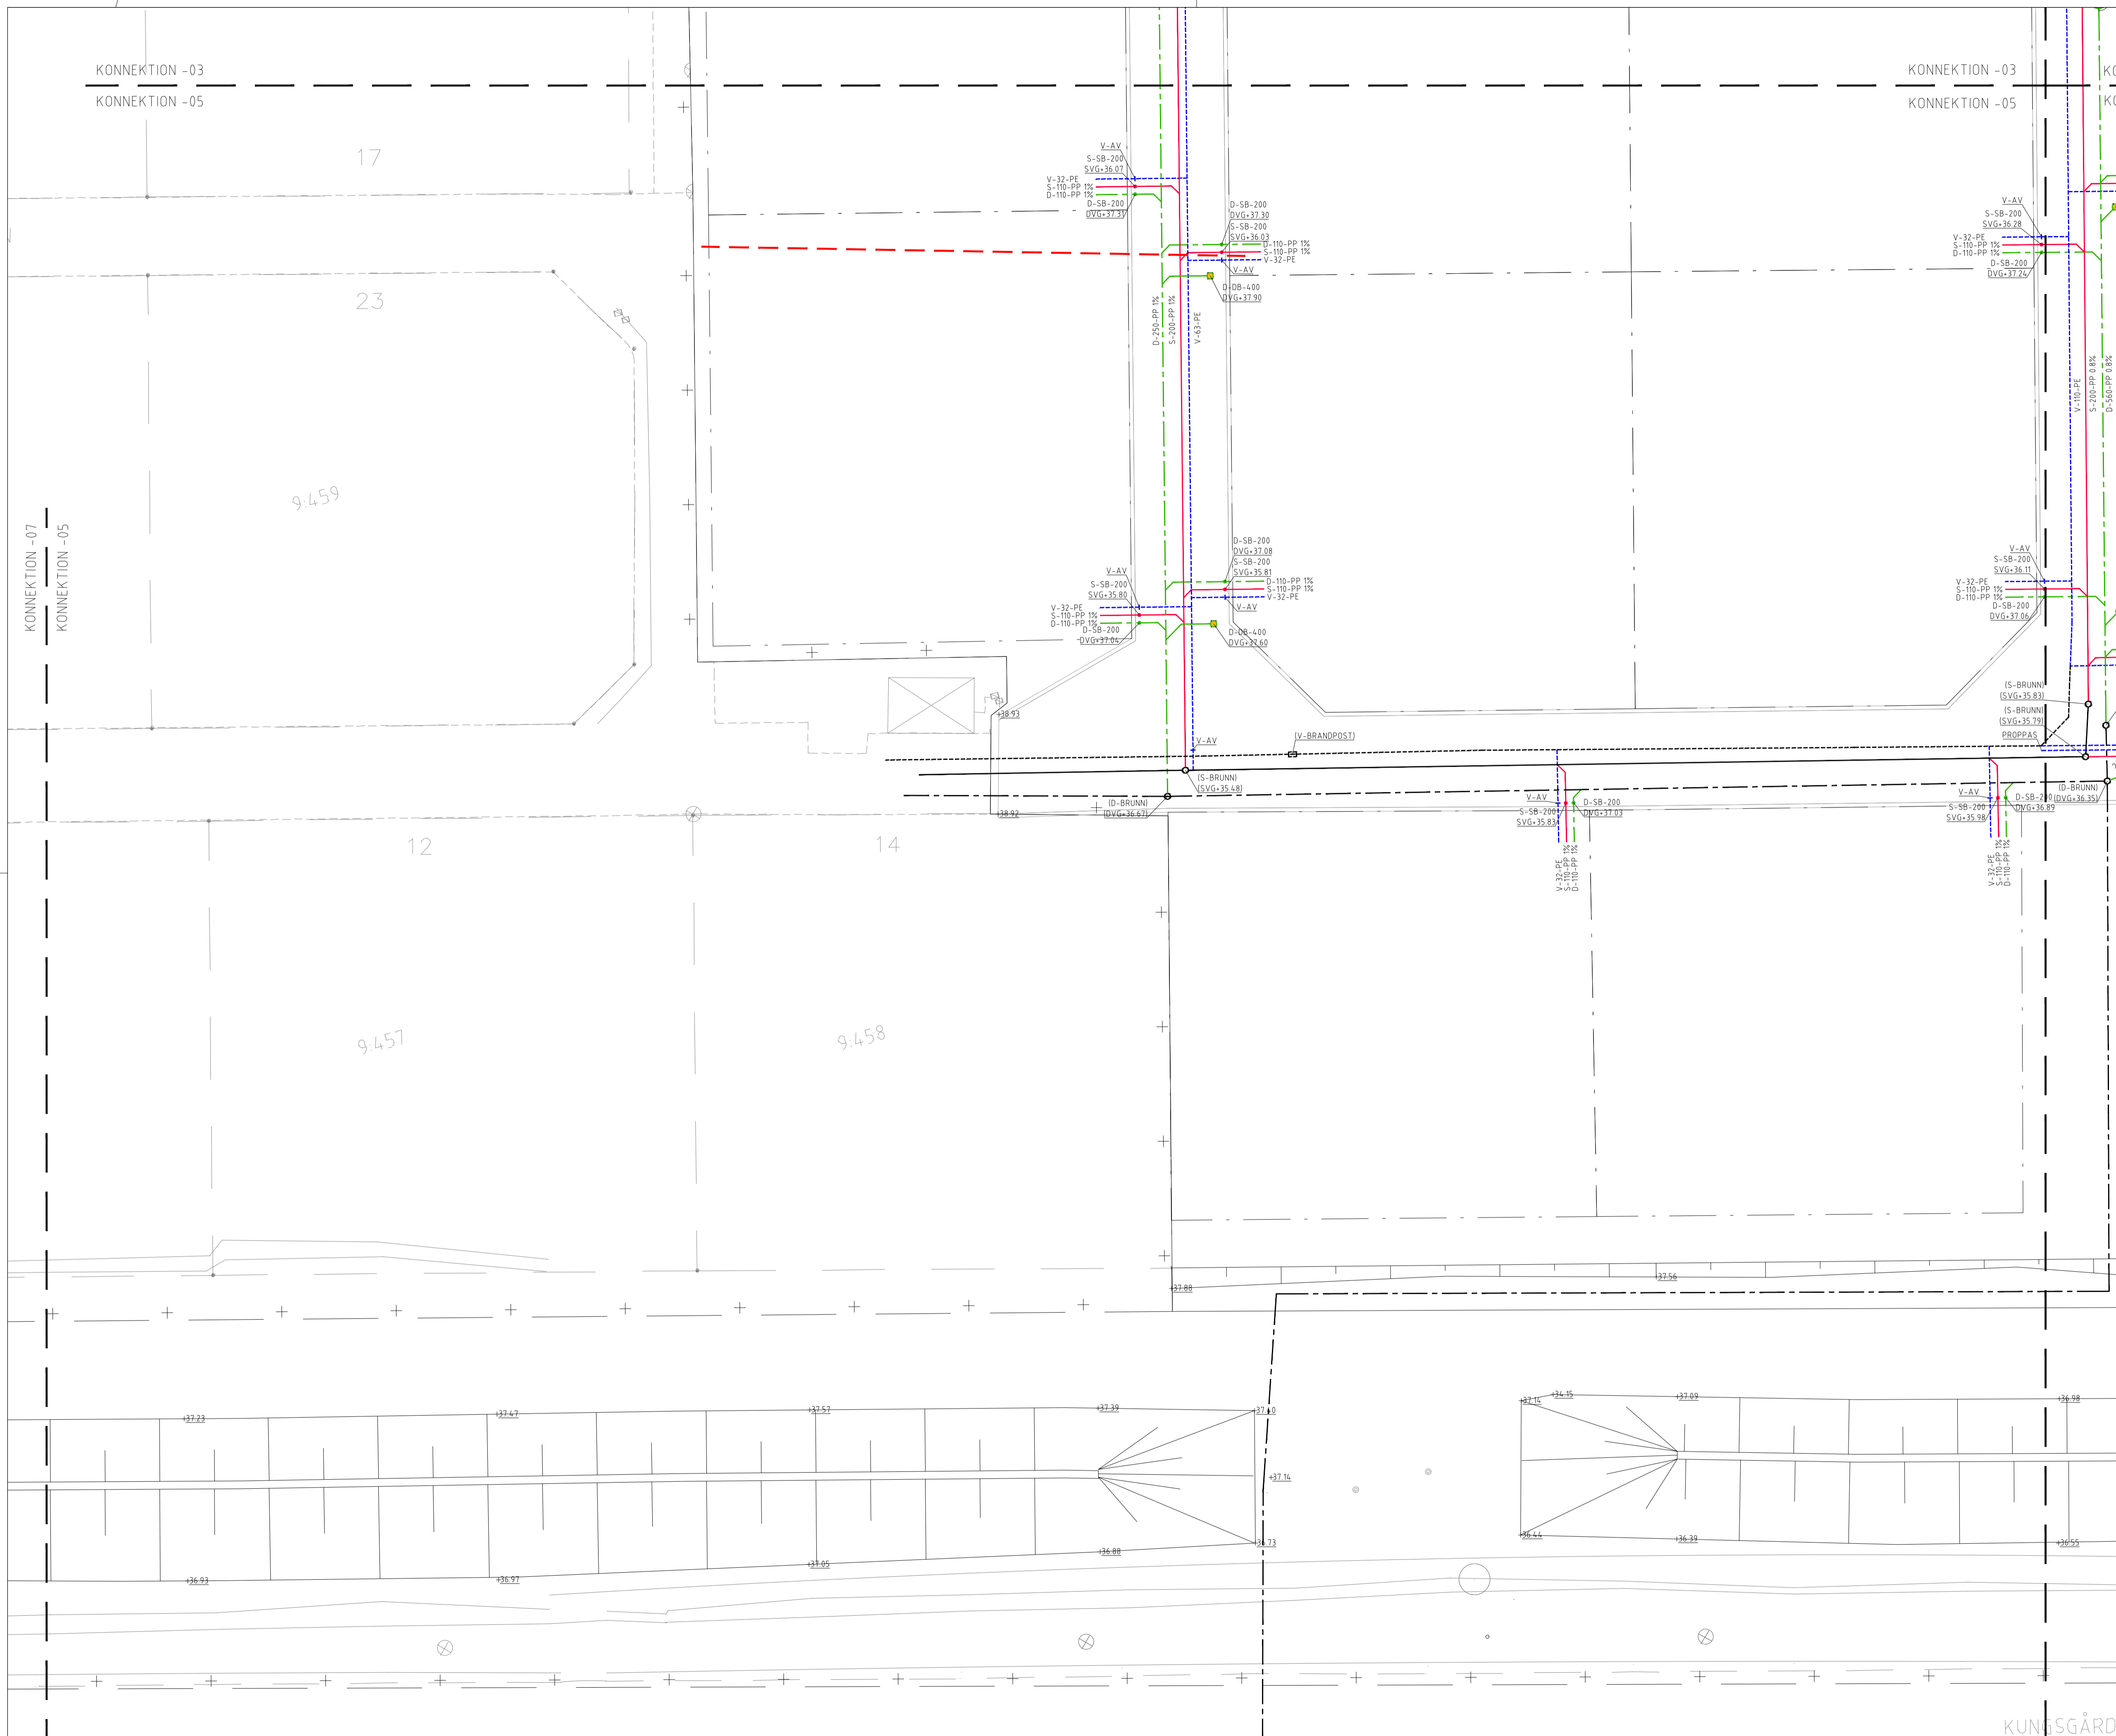 KONNEKTION -03
KONNEKTION -05
KONNEKTION -03
KONNEKTION -05
17
V-AV
S-SB-200
SVG+36.07
V-32-PE
S-110-PP 1%
D-110-PP 1%
D-SB-200
DVG+37.31
D-SB-200
DVG+37.30
S-SB-200
SVG+36.03
D-110-PP 1%
S-110-PP 1%
V-32-PE
V-AV
D-DB-400
DVG+37.90
V-AV
S-SB-200
SVG+36.28
V-32-PE
S-110-PP 1%
D-110-PP 1%
D-SB-200
DVG+37.24
23
D-250-PP 1%
S-200-PP 1%
V-63-PE
V-110-PE
S-200-PP 0.8%
D-560-PP 0.8%
9:459
KONNEKTION -07
KONNEKTION -05
D-SB-200
DVG+37.08
S-SB-200
SVG+35.81
D-110-PP 1%
S-110-PP 1%
V-32-PE
V-AV
V-AV
S-SB-200
SVG+35.80
V-32-PE
S-110-PP 1%
D-110-PP 1%
D-SB-200
DVG+37.04
D-DB-400
DVG+37.60
V-AV
S-SB-200
SVG+36.11
V-32-PE
S-110-PP 1%
D-110-PP 1%
D-SB-200
DVG+37.06
(S-BRUNN)
(SVG+35.83)
(S-BRUNN)
(SVG+35.79)
PROPPAS
+38.93
V-AV
(V-BRANDPOST)
(S-BRUNN)
(SVG+35.48)
(D-BRUNN)
(DVG+36.67)
+38.92
V-AV
S-SB-200
SVG+35.83
D-SB-200
DVG+37.03
V-AV
S-SB-200
SVG+35.98
D-SB-200
DVG+36.89
(D-BRUNN)
(DVG+36.35)
12
14
V-32-PE
S-110-PP 1%
D-110-PP 1%
V-32-PE
S-110-PP 1%
D-110-PP 1%
9:457
9:458
+37.88
+37.56
+37.23
+37.47
+37.57
+37.39
+37.40
+37.14
+34.15
+37.09
+36.98
+37.14
+36.44
+36.39
+36.55
+36.73
+36.88
+37.05
+36.97
+36.93
KUNGSGÅRD